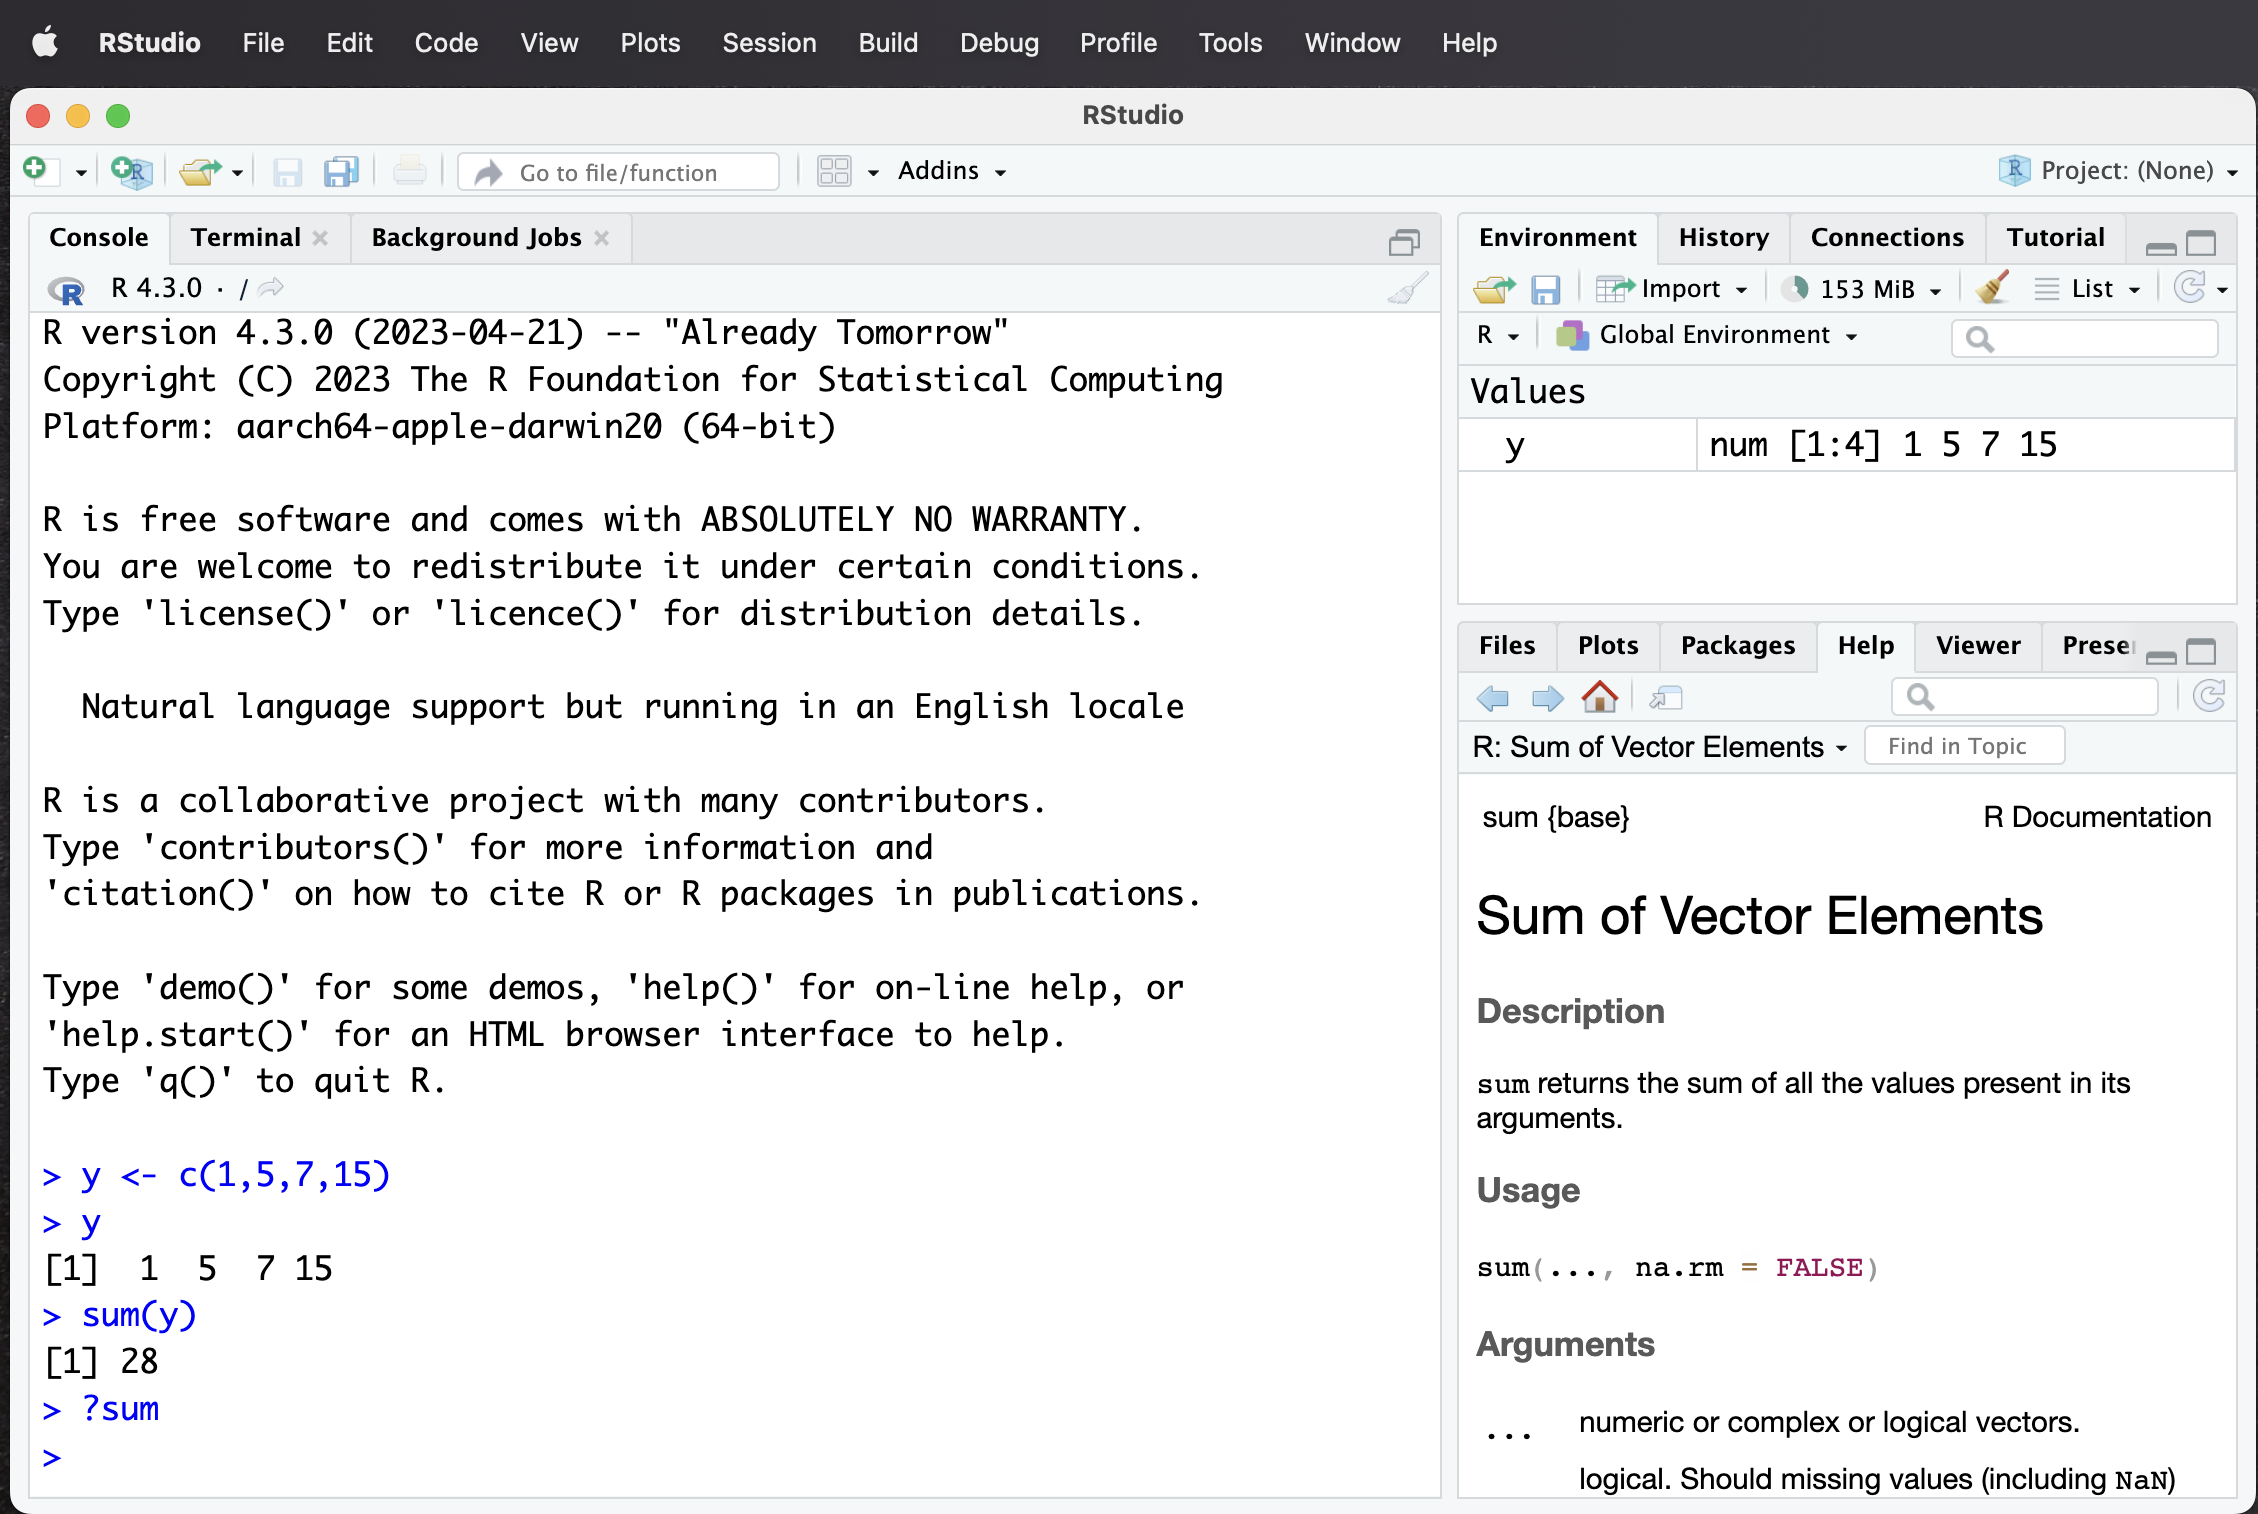 RStudio File Edit Code View Plots Session Build Debug Profile Tools Window Help
RStudio
Go to file/function Addins Project: (None)
Console Terminal Background Jobs
R 4.3.0 · /
R version 4.3.0 (2023-04-21) -- "Already Tomorrow"
Copyright (C) 2023 The R Foundation for Statistical Computing
Platform: aarch64-apple-darwin20 (64-bit)
R is free software and comes with ABSOLUTELY NO WARRANTY.
You are welcome to redistribute it under certain conditions.
Type 'license()' or 'licence()' for distribution details.
Natural language support but running in an English locale
R is a collaborative project with many contributors.
Type 'contributors()' for more information and
'citation()' on how to cite R or R packages in publications.
Type 'demo()' for some demos, 'help()' for on-line help, or
'help.start()' for an HTML browser interface to help.
Type 'q()' to quit R.
> y <- c(1,5,7,15)
> y
[1]  1  5  7 15
> sum(y)
[1] 28
> ?sum
>
Environment History Connections Tutorial
Import 153 MiB List
R Global Environment
Values
y num [1:4] 1 5 7 15
Files Plots Packages Help Viewer Prese
R: Sum of Vector Elements Find in Topic
sum {base} R Documentation
Sum of Vector Elements
Description
sum returns the sum of all the values present in its
arguments.
Usage
sum(..., na.rm = FALSE)
Arguments
... numeric or complex or logical vectors.
logical. Should missing values (including NaN)